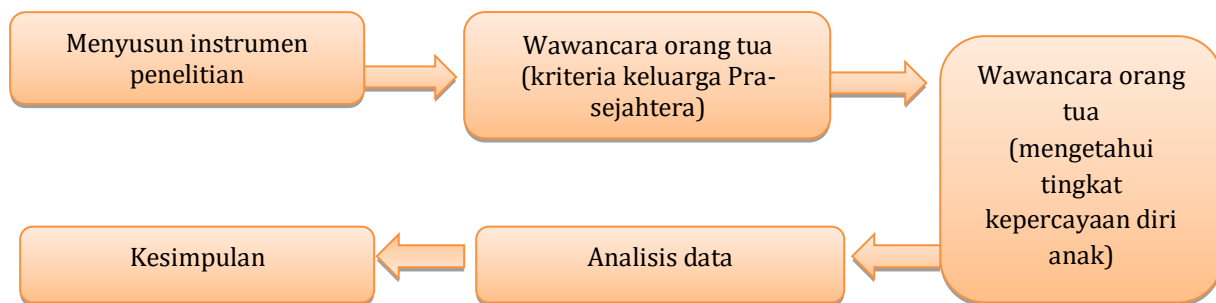 Menyusun instrumen
penelitian
Wawancara orang tua
(kriteria keluarga Pra-
sejahtera)
Wawancara orang
tua
(mengetahui
tingkat
kepercayaan diri
anak)
Analisis data
Kesimpulan